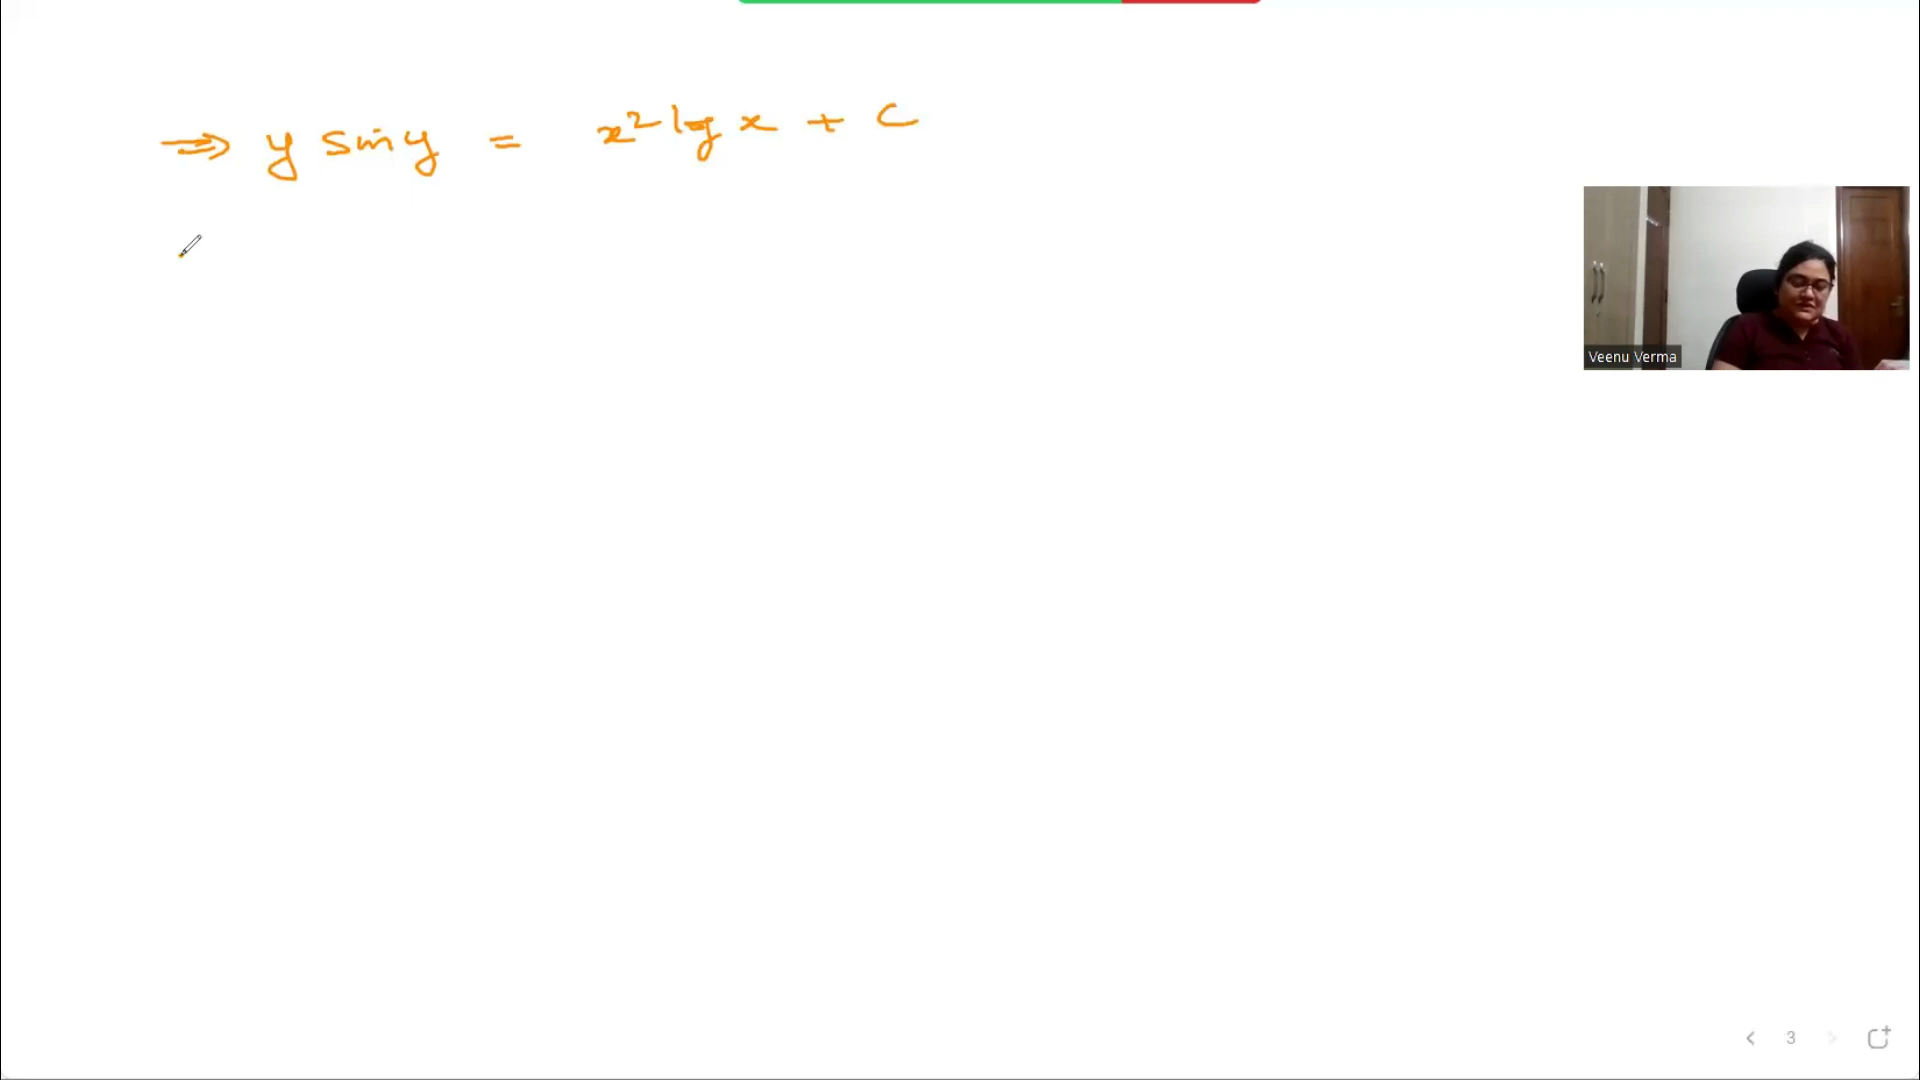 ⇒ y sin y = x² log x + c
Veenu Verma
3